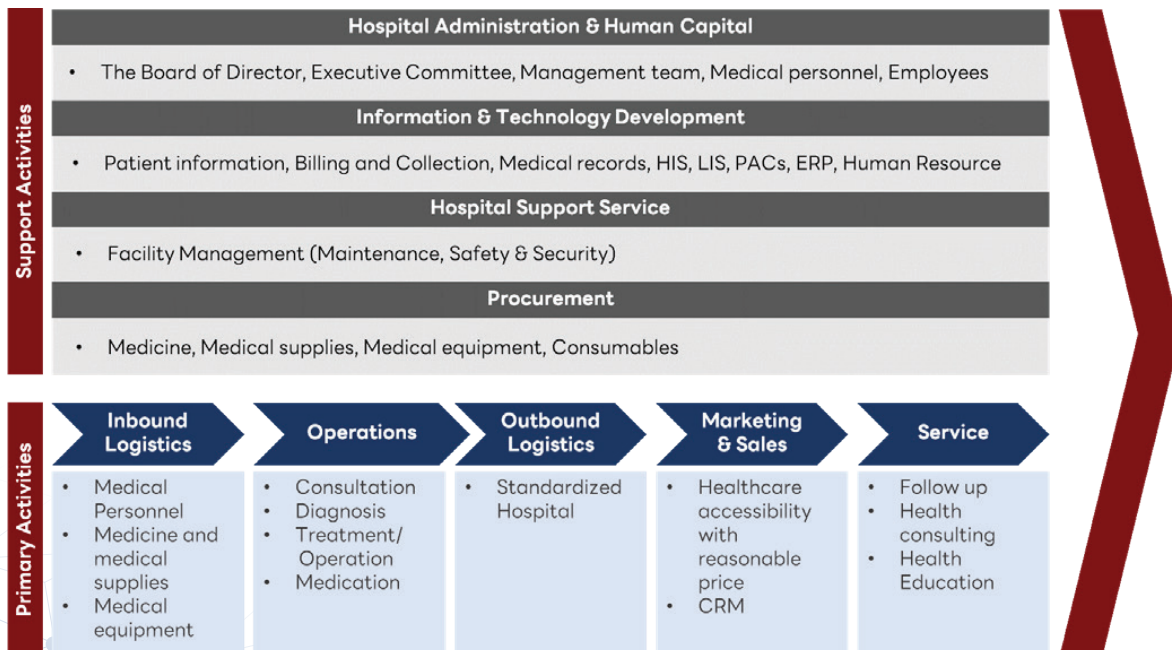 Support Activities
Hospital Administration & Human Capital
• The Board of Director, Executive Committee, Management team, Medical personnel, Employees
Information & Technology Development
• Patient information, Billing and Collection, Medical records, HIS, LIS, PACs, ERP, Human Resource
Hospital Support Service
• Facility Management (Maintenance, Safety & Security)
Procurement
• Medicine, Medical supplies, Medical equipment, Consumables
Primary Activities
Inbound
Logistics
• Medical
Personnel
• Medicine and
medical
supplies
• Medical
equipment
Operations
• Consultation
• Diagnosis
• Treatment/
Operation
• Medication
Outbound
Logistics
• Standardized
Hospital
Marketing
& Sales
• Healthcare
accessibility
with
reasonable
price
• CRM
Service
• Follow up
• Health
consulting
• Health
Education